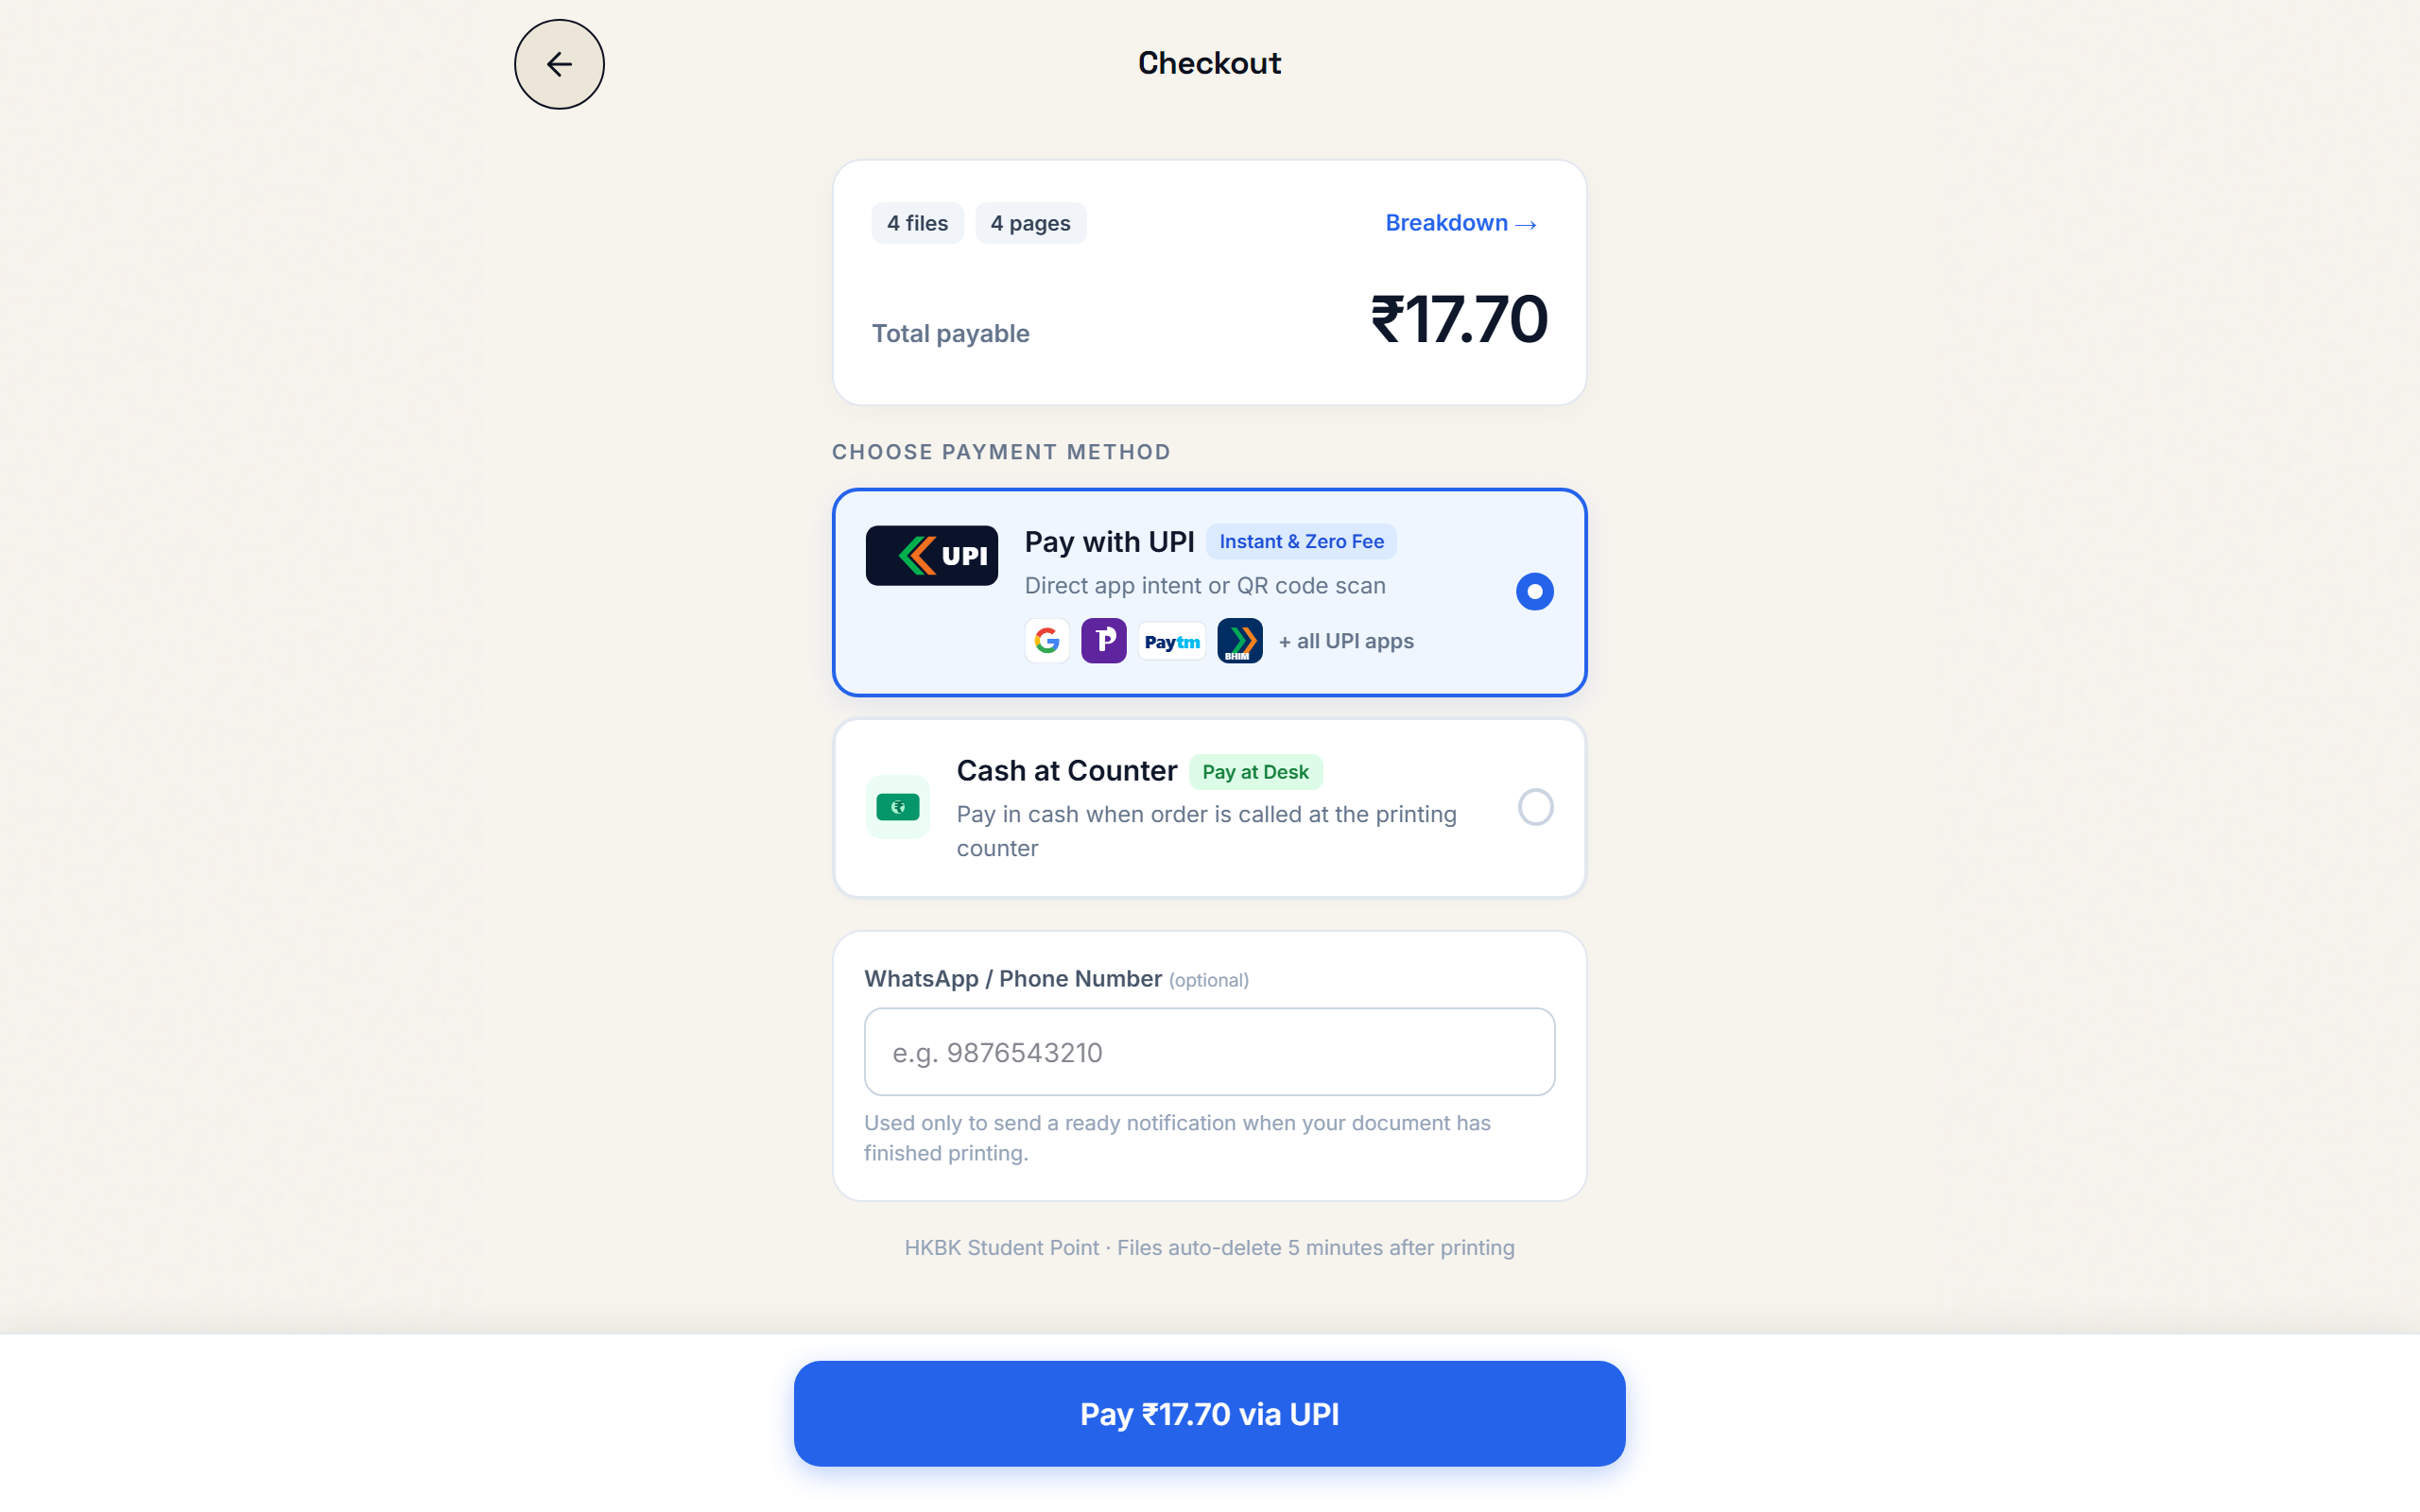 Checkout
4 files 4 pages Breakdown →
Total payable ₹17.70
CHOOSE PAYMENT METHOD
UPI Pay with UPI Instant & Zero Fee
Direct app intent or QR code scan
G P Paytm BHIM + all UPI apps
Cash at Counter Pay at Desk
₹ Pay in cash when order is called at the printing
counter
WhatsApp / Phone Number (optional)
e.g. 9876543210
Used only to send a ready notification when your document has
finished printing.
HKBK Student Point · Files auto-delete 5 minutes after printing
Pay ₹17.70 via UPI